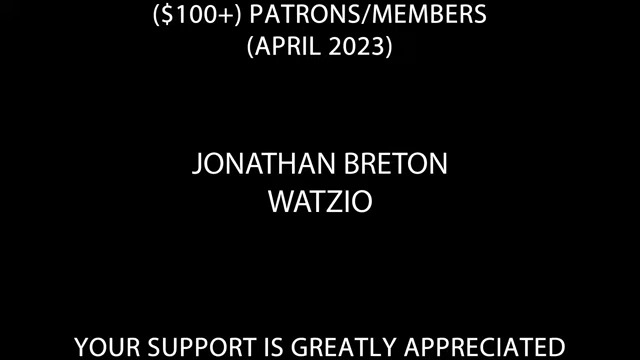 ($100+) PATRONS/MEMBERS
(APRIL 2023)
JONATHAN BRETON
WATZIO
YOUR SUPPORT IS GREATLY APPRECIATED